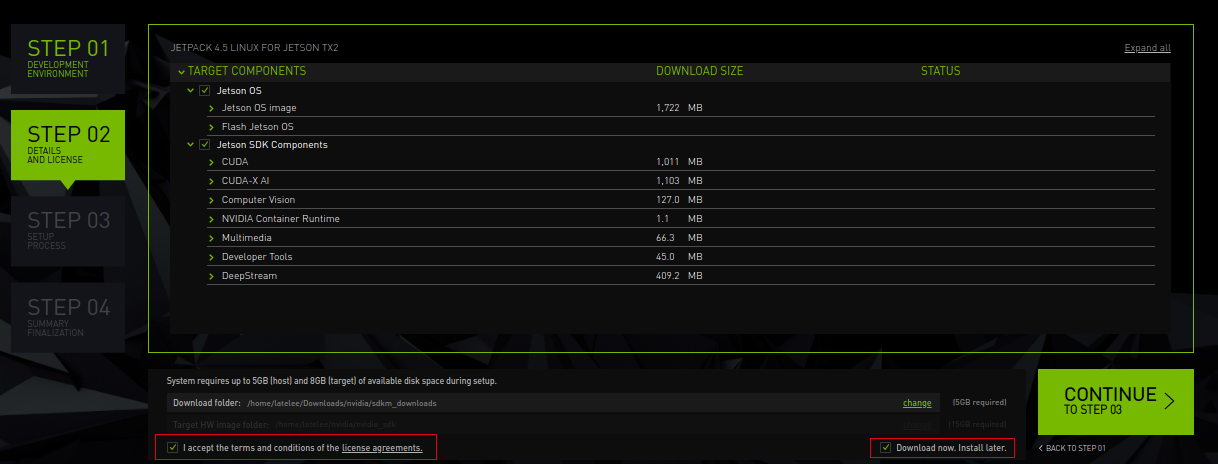 STEP 01
DEVELOPMENT
ENVIRONMENT
STEP 02
DETAILS
AND LICENSE
STEP 03
SETUP
PROCESS
STEP 04
SUMMARY
FINALIZATION
JETPACK 4.5 LINUX FOR JETSON TX2
Expand all
TARGET COMPONENTS DOWNLOAD SIZE STATUS
Jetson OS
Jetson OS image 1,722 MB
Flash Jetson OS
Jetson SDK Components
CUDA 1,011 MB
CUDA-X AI 1,103 MB
Computer Vision 127.0 MB
NVIDIA Container Runtime 1.1 MB
Multimedia 66.3 MB
Developer Tools 45.0 MB
DeepStream 409.2 MB
System requires up to 5GB (host) and 8GB (target) of available disk space during setup.
Download folder: /home/latelee/Downloads/nvidia/sdkm_downloads change (5GB required)
Target HW image folder: /home/latelee/nvidia/nvidia_sdk change (15GB required)
I accept the terms and conditions of the license agreements. Download now. Install later.
CONTINUE
TO STEP 03
BACK TO STEP 01